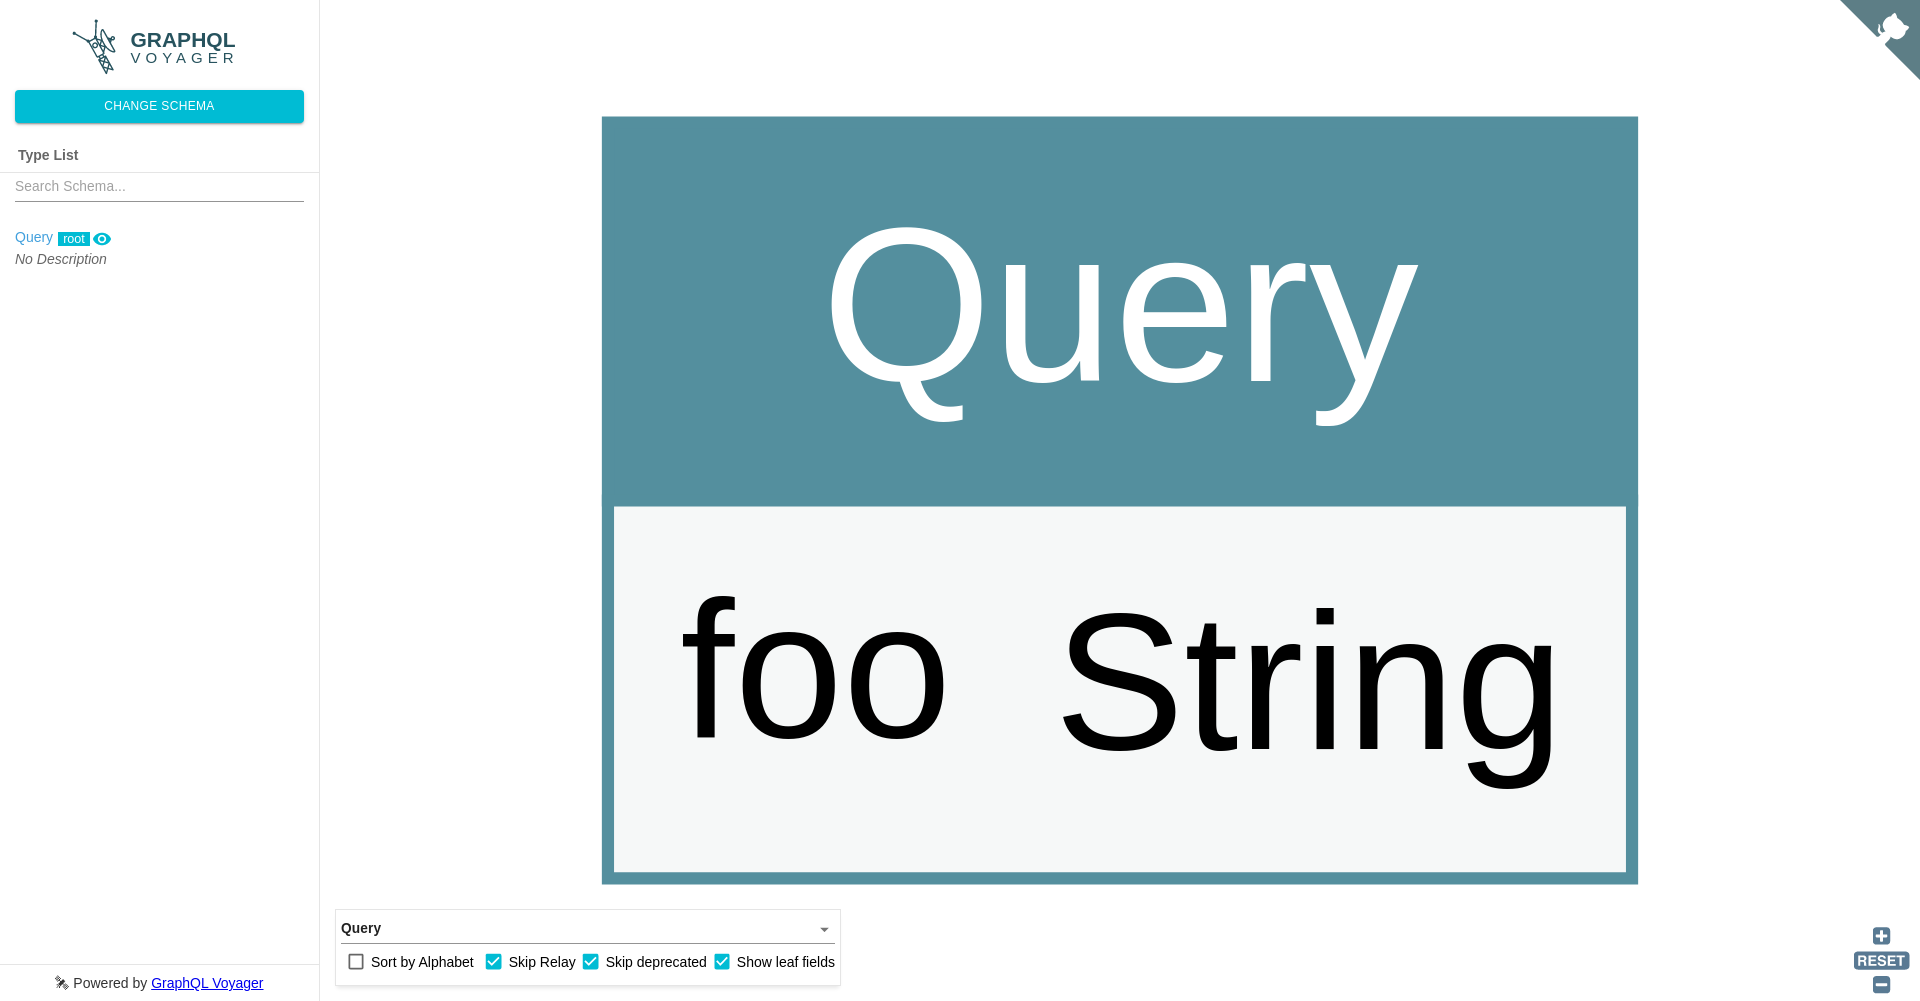 GRAPHQL
VOYAGER
CHANGE SCHEMA
Type List
Search Schema...
Query root
No Description
Query
foo String
Query
Sort by Alphabet Skip Relay Skip deprecated Show leaf fields
Powered by GraphQL Voyager
RESET